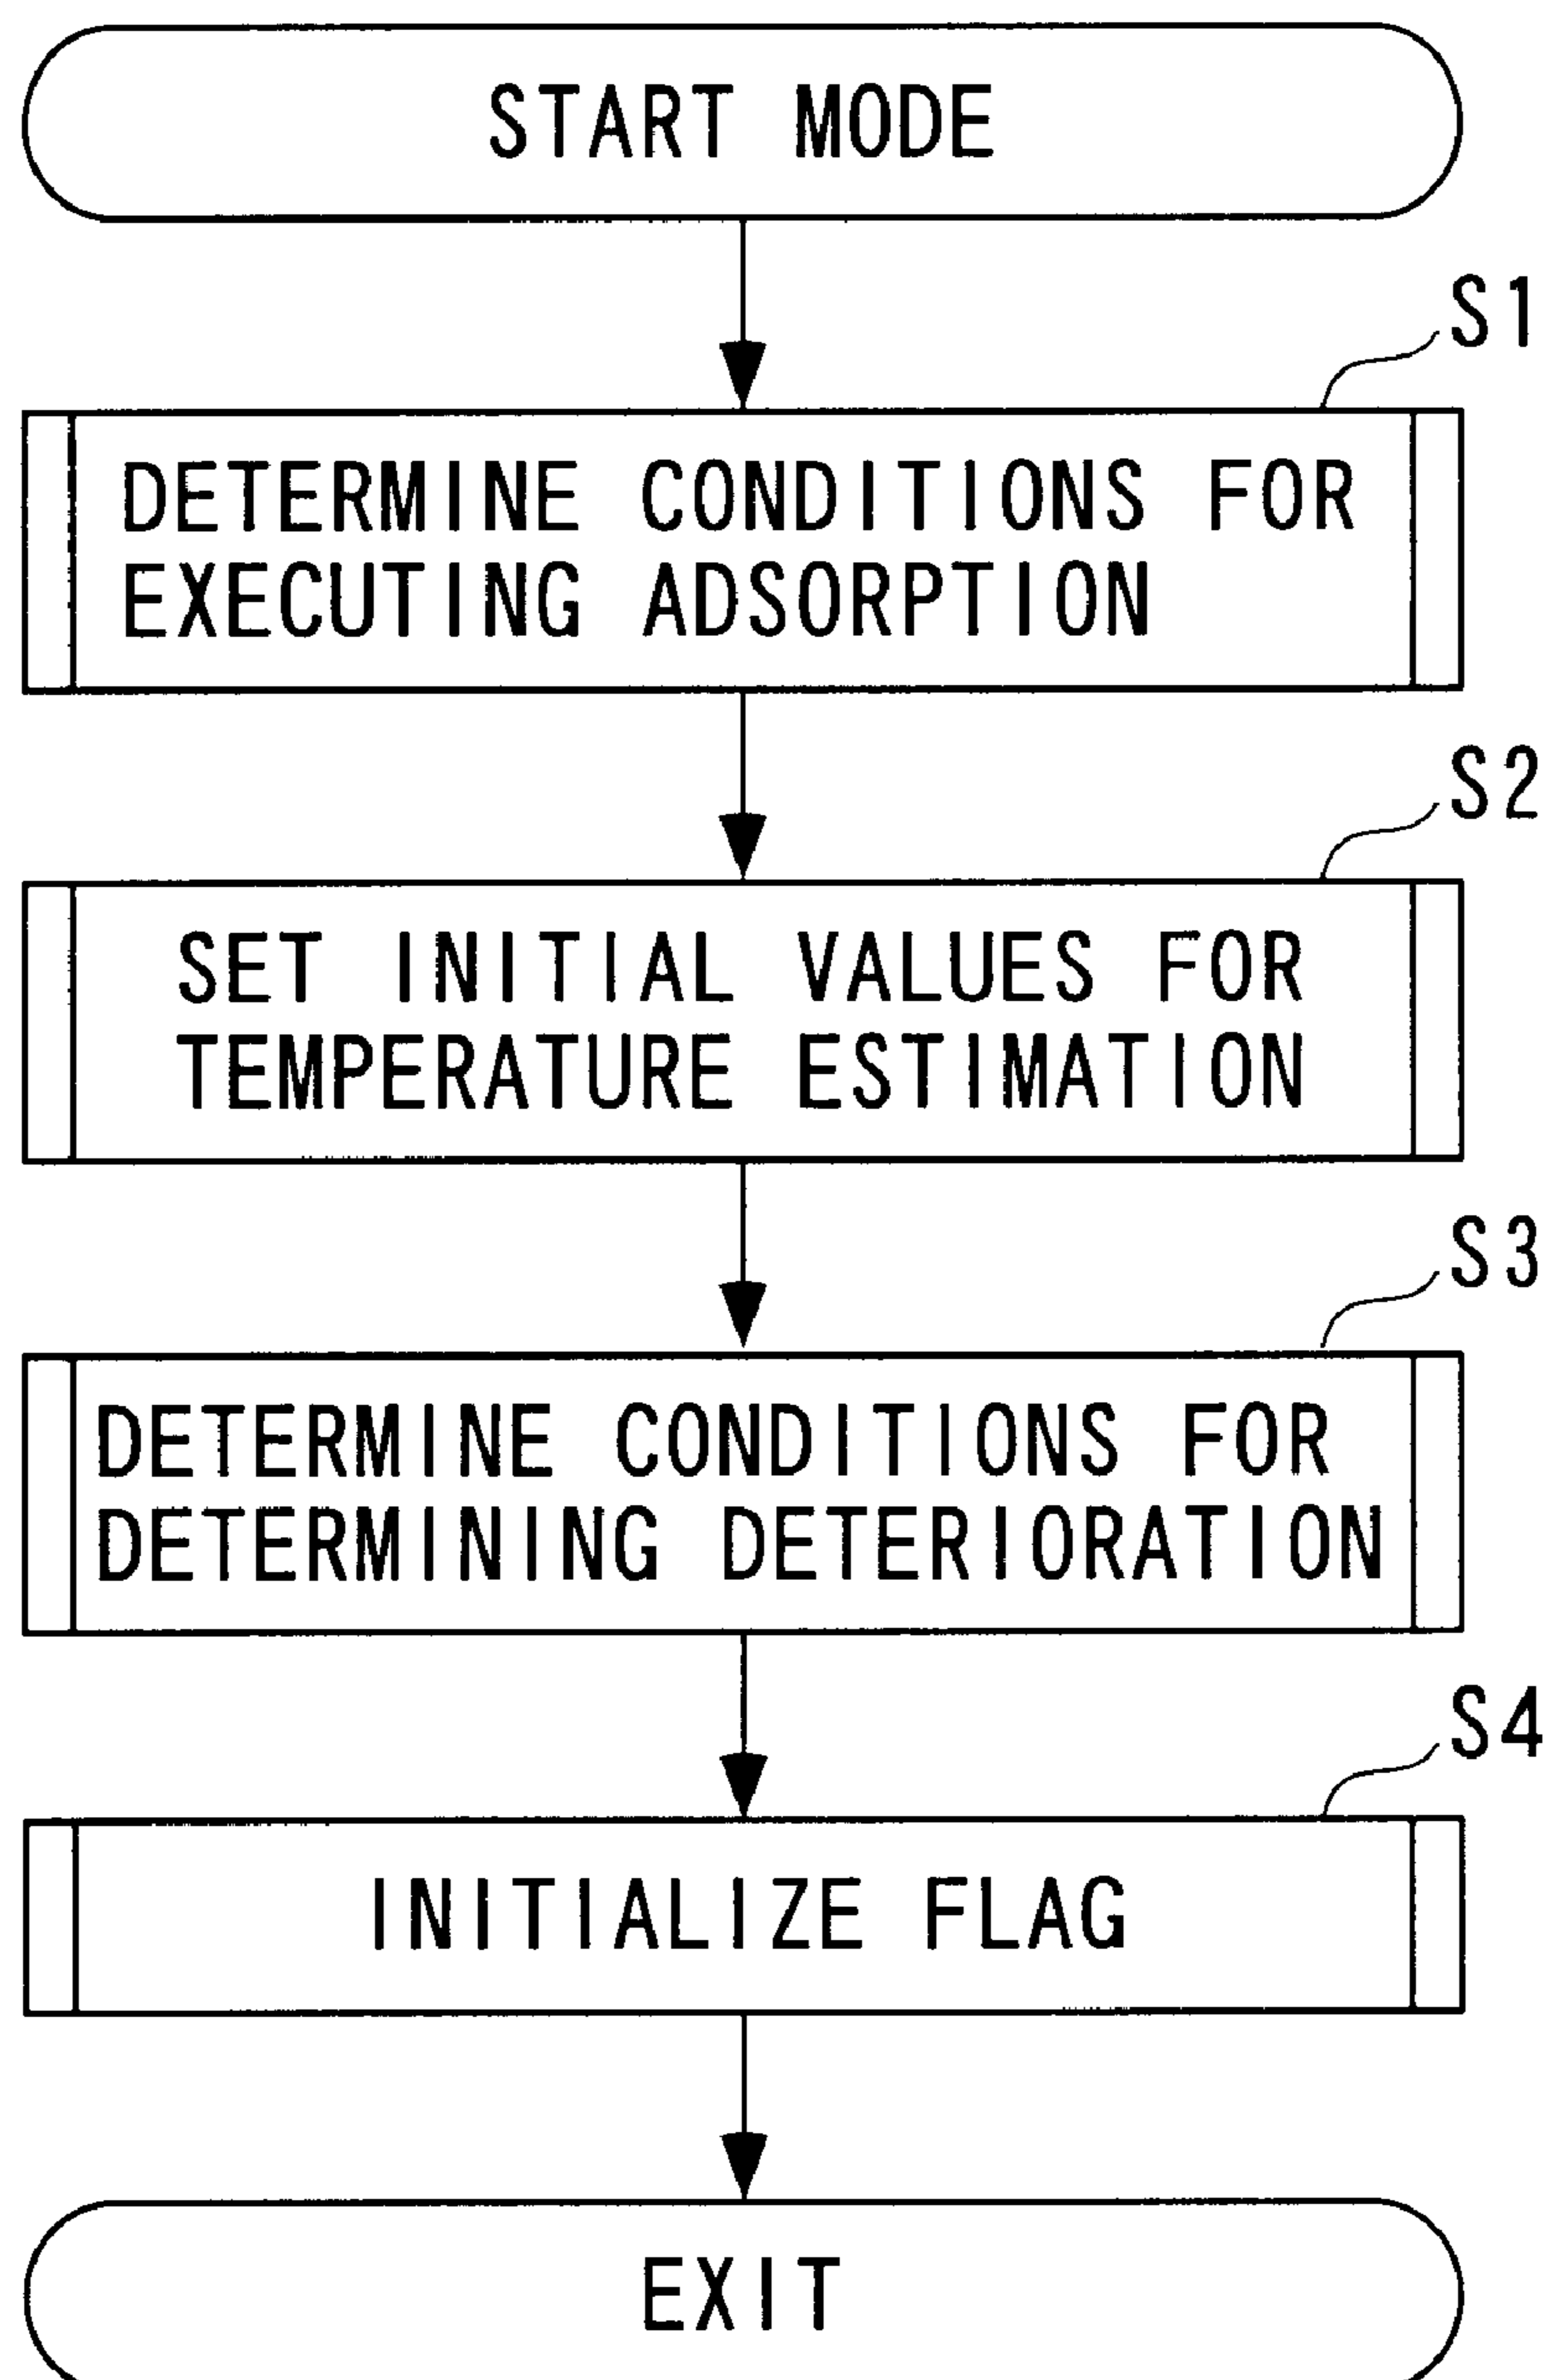 START MODE
S1
DETERMINE CONDITIONS FOR
EXECUTING ADSORPTION
S2
SET INITIAL VALUES FOR
TEMPERATURE ESTIMATION
S3
DETERMINE CONDITIONS FOR
DETERMINING DETERIORATION
S4
INITIALIZE FLAG
EXIT